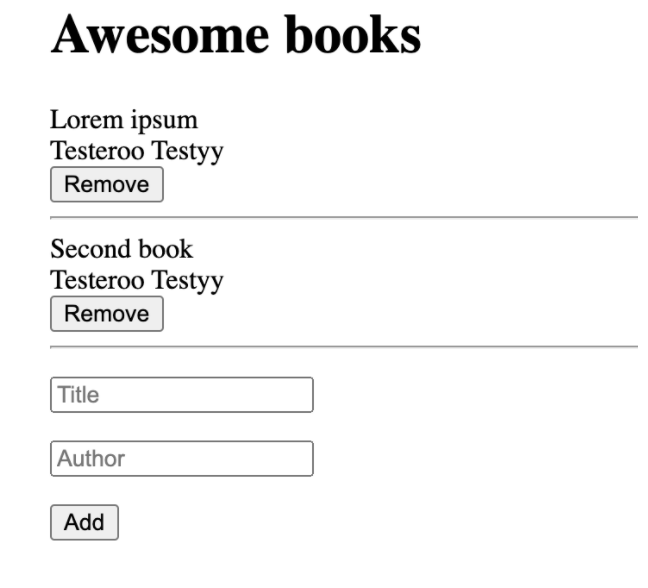 Awesome books
Lorem ipsum
Testeroo Testyy
Remove
Second book
Testeroo Testyy
Remove
Title
Author
Add